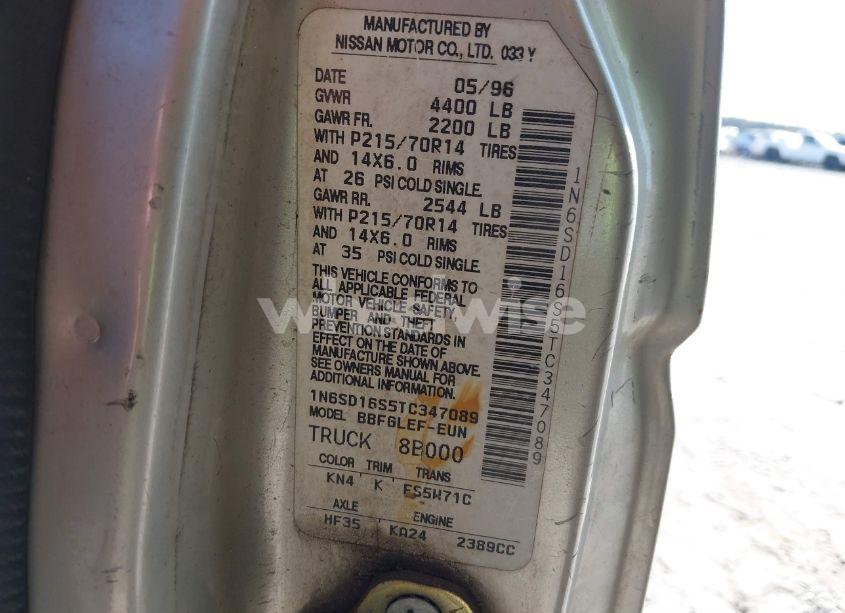 MANUFACTURED BY
NISSAN MOTOR CO., LTD. 033Y
DATE 05/96
GVWR 4400 LB
GAWR FR. 2200 LB
WITH P215/70R14 TIRES
AND 14X6.0 RIMS
AT 26 PSI COLD SINGLE.
GAWR RR. 2544 LB
WITH P215/70R14 TIRES
AND 14X6.0 RIMS
AT 35 PSI COLD SINGLE.
THIS VEHICLE CONFORMS TO
ALL APPLICABLE FEDERAL
MOTOR VEHICLE SAFETY,
BUMPER AND THEFT
PREVENTION STANDARDS IN
EFFECT ON THE DATE OF
MANUFACTURE SHOWN ABOVE.
SEE OWNERS MANUAL FOR
ADDITIONAL INFORMATION.
1N6SD16S5TC347089
MODEL BBFGLEF-EUN
TRUCK 8B000
COLOR TRIM TRANS
KN4 K FS5W71C
AXLE ENGINE
HF35 KA24 2389CC
1N6SD16S5TC347089